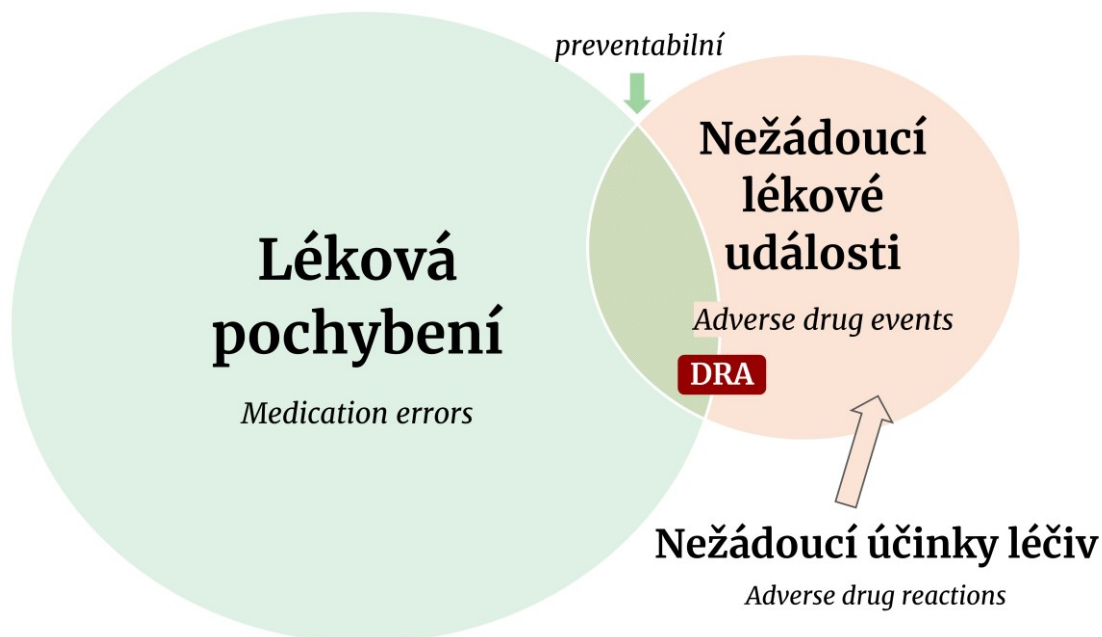 preventabilní
Nežádoucí
lékové
události
Adverse drug events
Léková
pochybení
Medication errors
DRA
Nežádoucí účinky léčiv
Adverse drug reactions